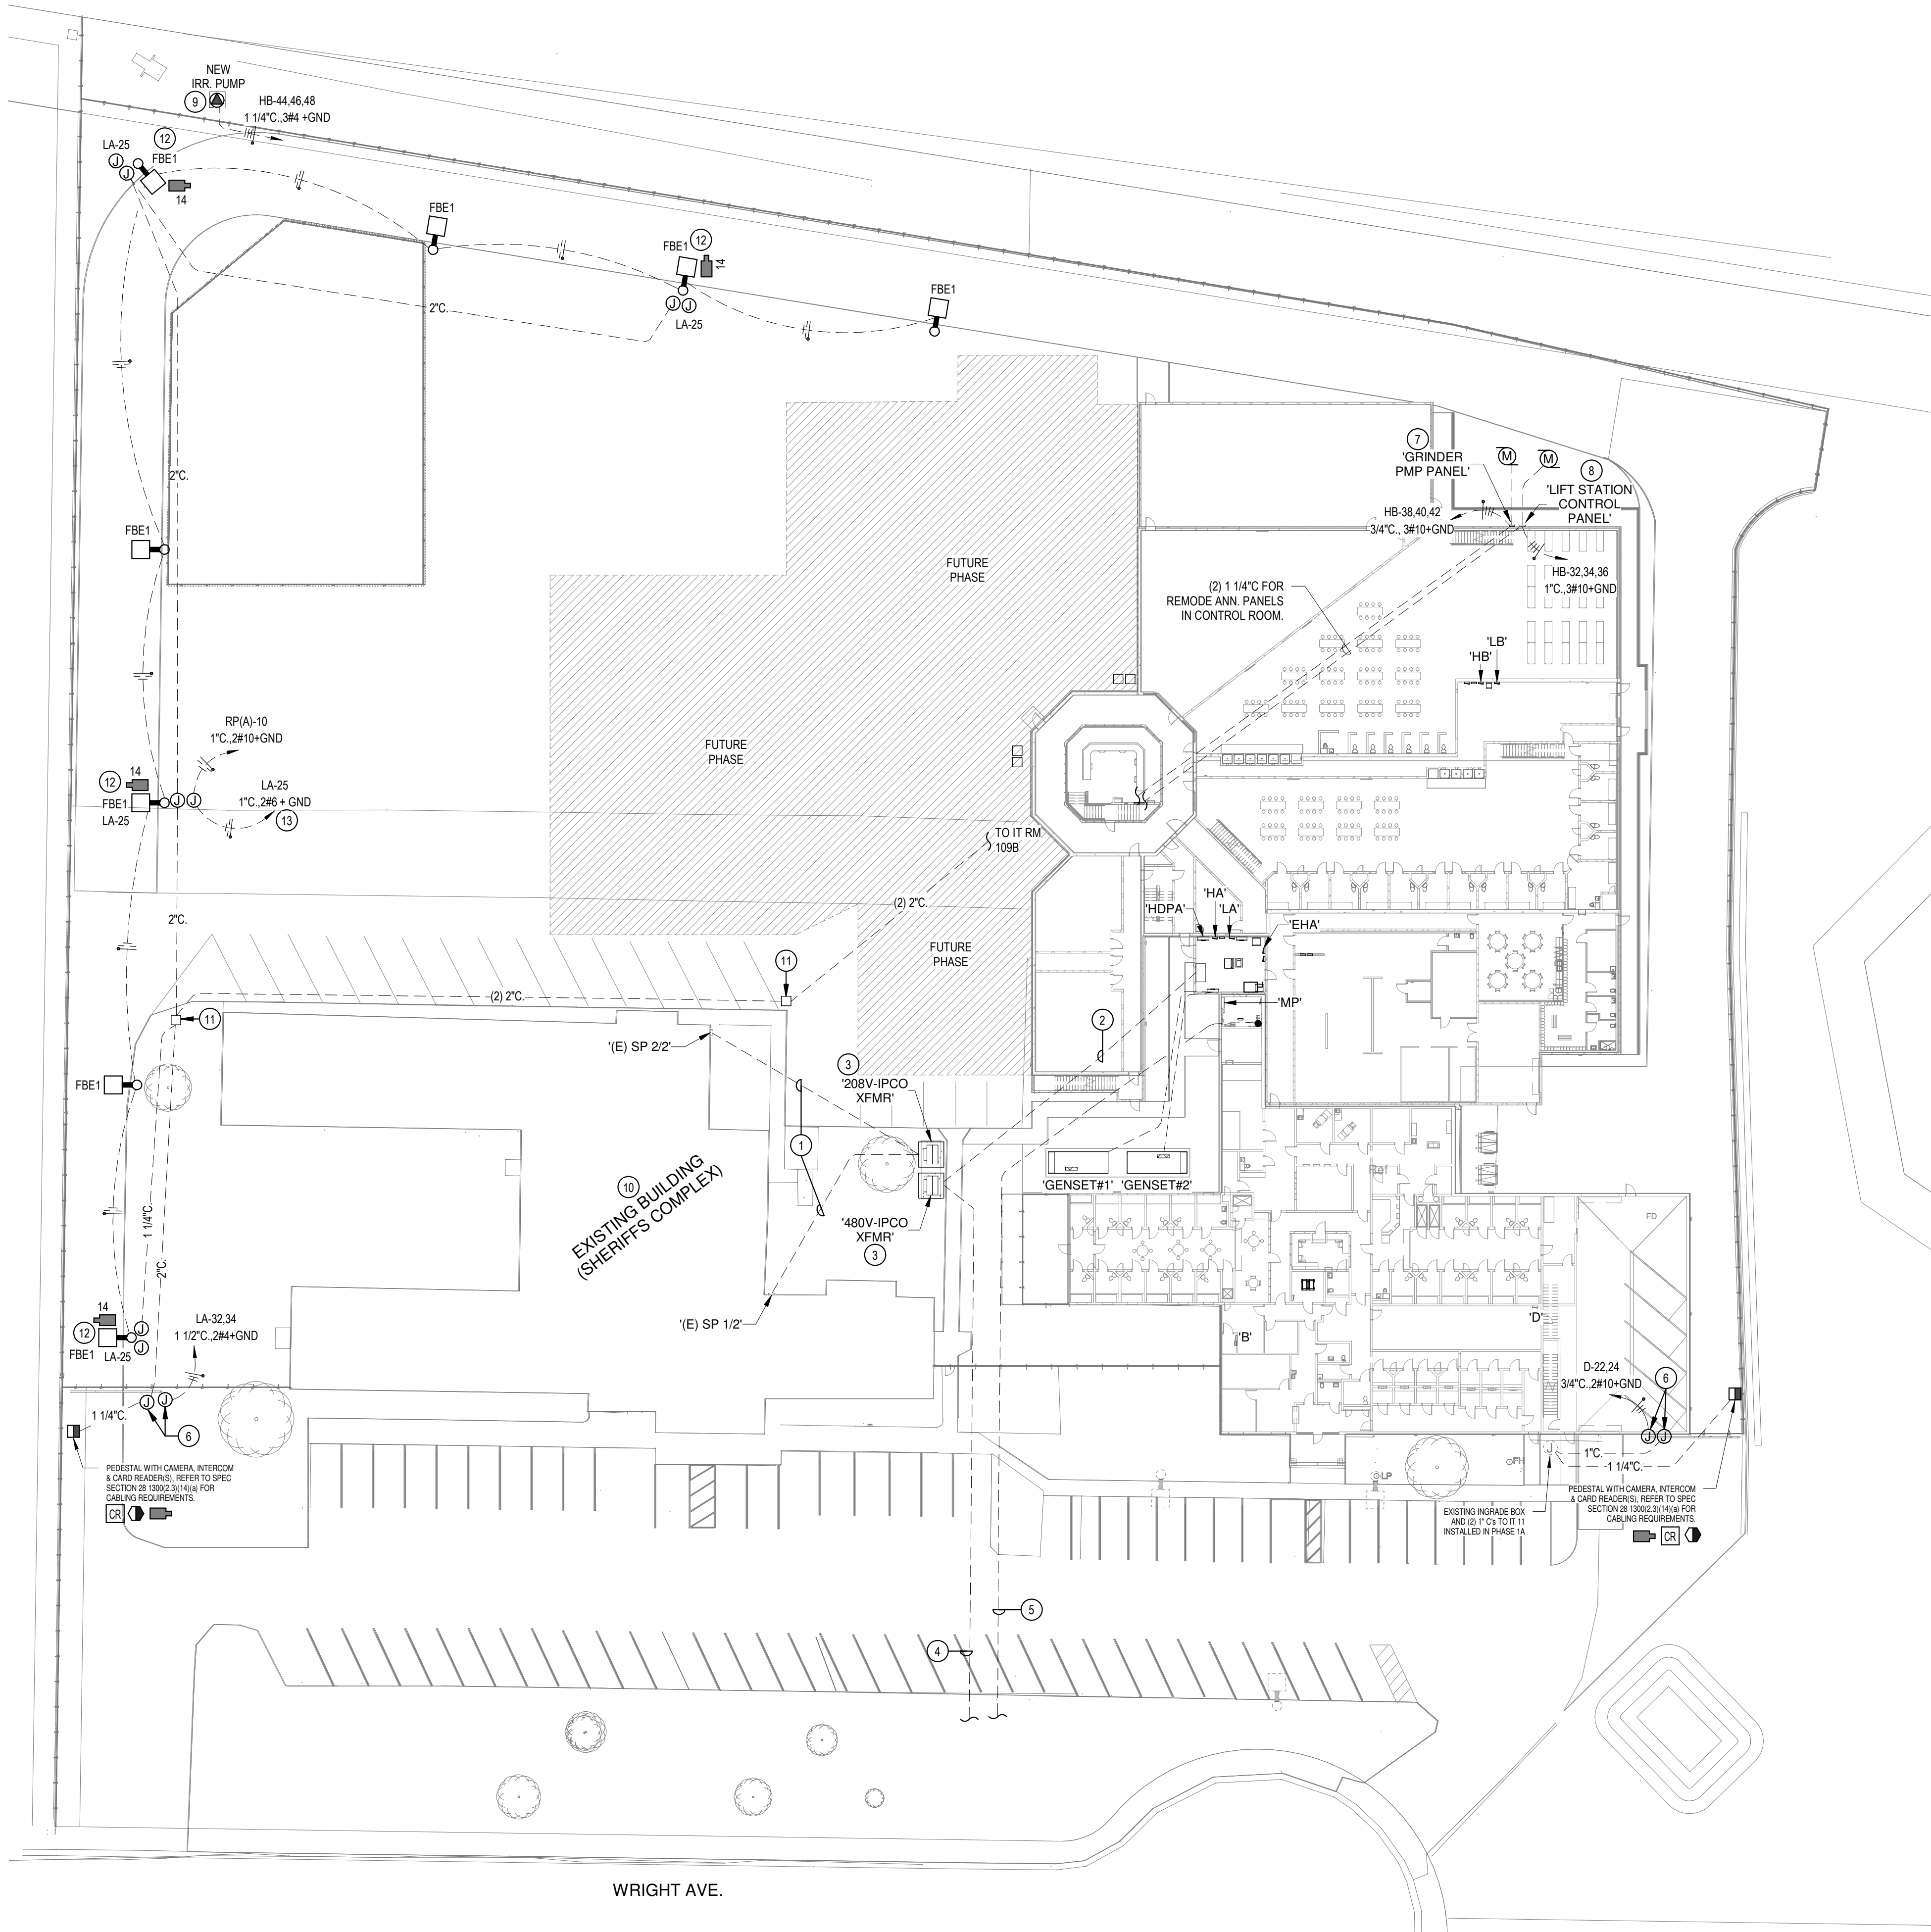 NEW
IRR. PUMP
9
HB-44,46,48
1 1/4"C.,3#4 +GND
12
LA-25
FBE1
J
J
14
FBE1
FBE1
12
14
J J
LA-25
FBE1
2"C.
2"C.
7
'GRINDER
PMP PANEL'
M
M
8
'LIFT STATION
CONTROL
PANEL'
HB-38,40,42
3/4"C., 3#10+GND
HB-32,34,36
1"C.,3#10+GND
FBE1
FUTURE
PHASE
(2) 1 1/4"C FOR
REMODE ANN. PANELS
IN CONTROL ROOM.
'LB'
'HB'
RP(A)-10
1"C.,2#10+GND
FUTURE
PHASE
12
14
FBE1
LA-25
J J
LA-25
1"C.,2#6 + GND
13
TO IT RM
109B
2"C.
(2) 2"C.
'HA'
'HDPA'
'LA'
'EHA'
FUTURE
PHASE
11
(2) 2"C.
11
'MP'
2
'(E) SP 2/2'
3
'208V-IPCO
XFMR'
FBE1
1
10
EXISTING BUILDING
(SHERIFFS COMPLEX)
'GENSET#1'
'GENSET#2'
'480V-IPCO
XFMR'
3
1 1/4"C.
2"C.
FD
14
12
FBE1
LA-25
J
J
LA-32,34
1 1/2"C.,2#4+GND
'(E) SP 1/2'
'B'
'D'
D-22,24
3/4"C.,2#10+GND
6
J J
1 1/4"C.
J J
6
J
1"C.
1 1/4"C.
LP
FH
PEDESTAL WITH CAMERA, INTERCOM
& CARD READER(S), REFER TO SPEC
SECTION 28 1300(2.3)(14)(a) FOR
CABLING REQUIREMENTS.
CR
EXISTING INGRADE BOX
AND (2) 1" C's TO IT 11
INSTALLED IN PHASE 1A
PEDESTAL WITH CAMERA, INTERCOM
& CARD READER(S), REFER TO SPEC
SECTION 28 1300(2.3)(14)(a) FOR
CABLING REQUIREMENTS.
CR
5
4
WRIGHT AVE.